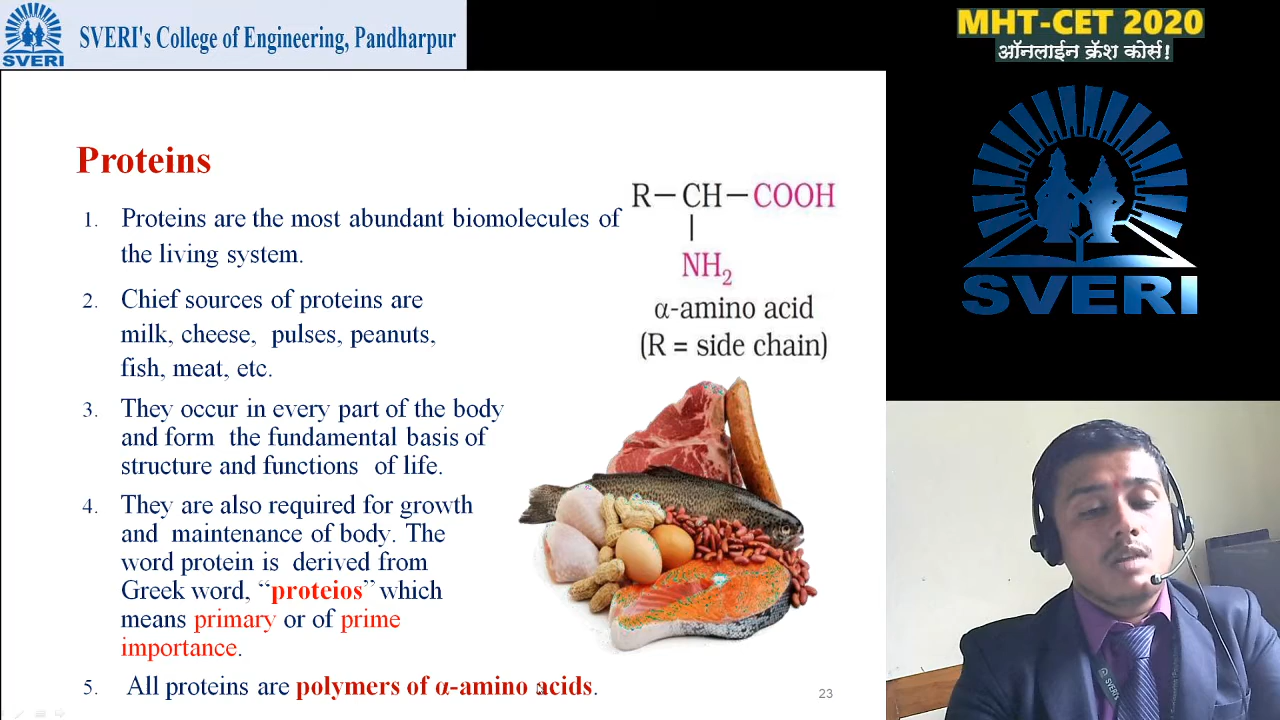 SVERI
SVERI's College of Engineering, Pandharpur
MHT-CET 2020
ऑनलाईन क्रॅश कोर्स!
SVERI
Proteins
1. Proteins are the most abundant biomolecules of
the living system.
2. Chief sources of proteins are
milk, cheese, pulses, peanuts,
fish, meat, etc.
3. They occur in every part of the body
and form the fundamental basis of
structure and functions of life.
4. They are also required for growth
and maintenance of body. The
word protein is derived from
Greek word, “proteios” which
means primary or of prime
importance.
5. All proteins are polymers of α-amino acids.
R—CH—COOH
|
NH₂
α-amino acid
(R = side chain)
23
SVERI's